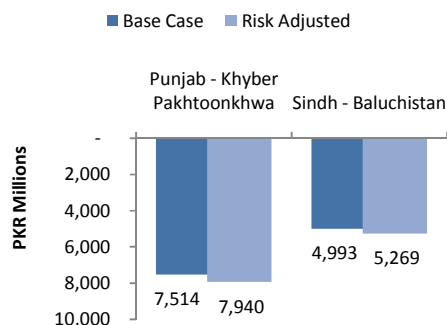 Base Case Risk Adjusted
Punjab - Khyber
Pakhtoonkhwa
Sindh - Baluchistan
PKR Millions
-
2,000
4,000
6,000
8,000
10,000
7,514
7,940
4,993
5,269